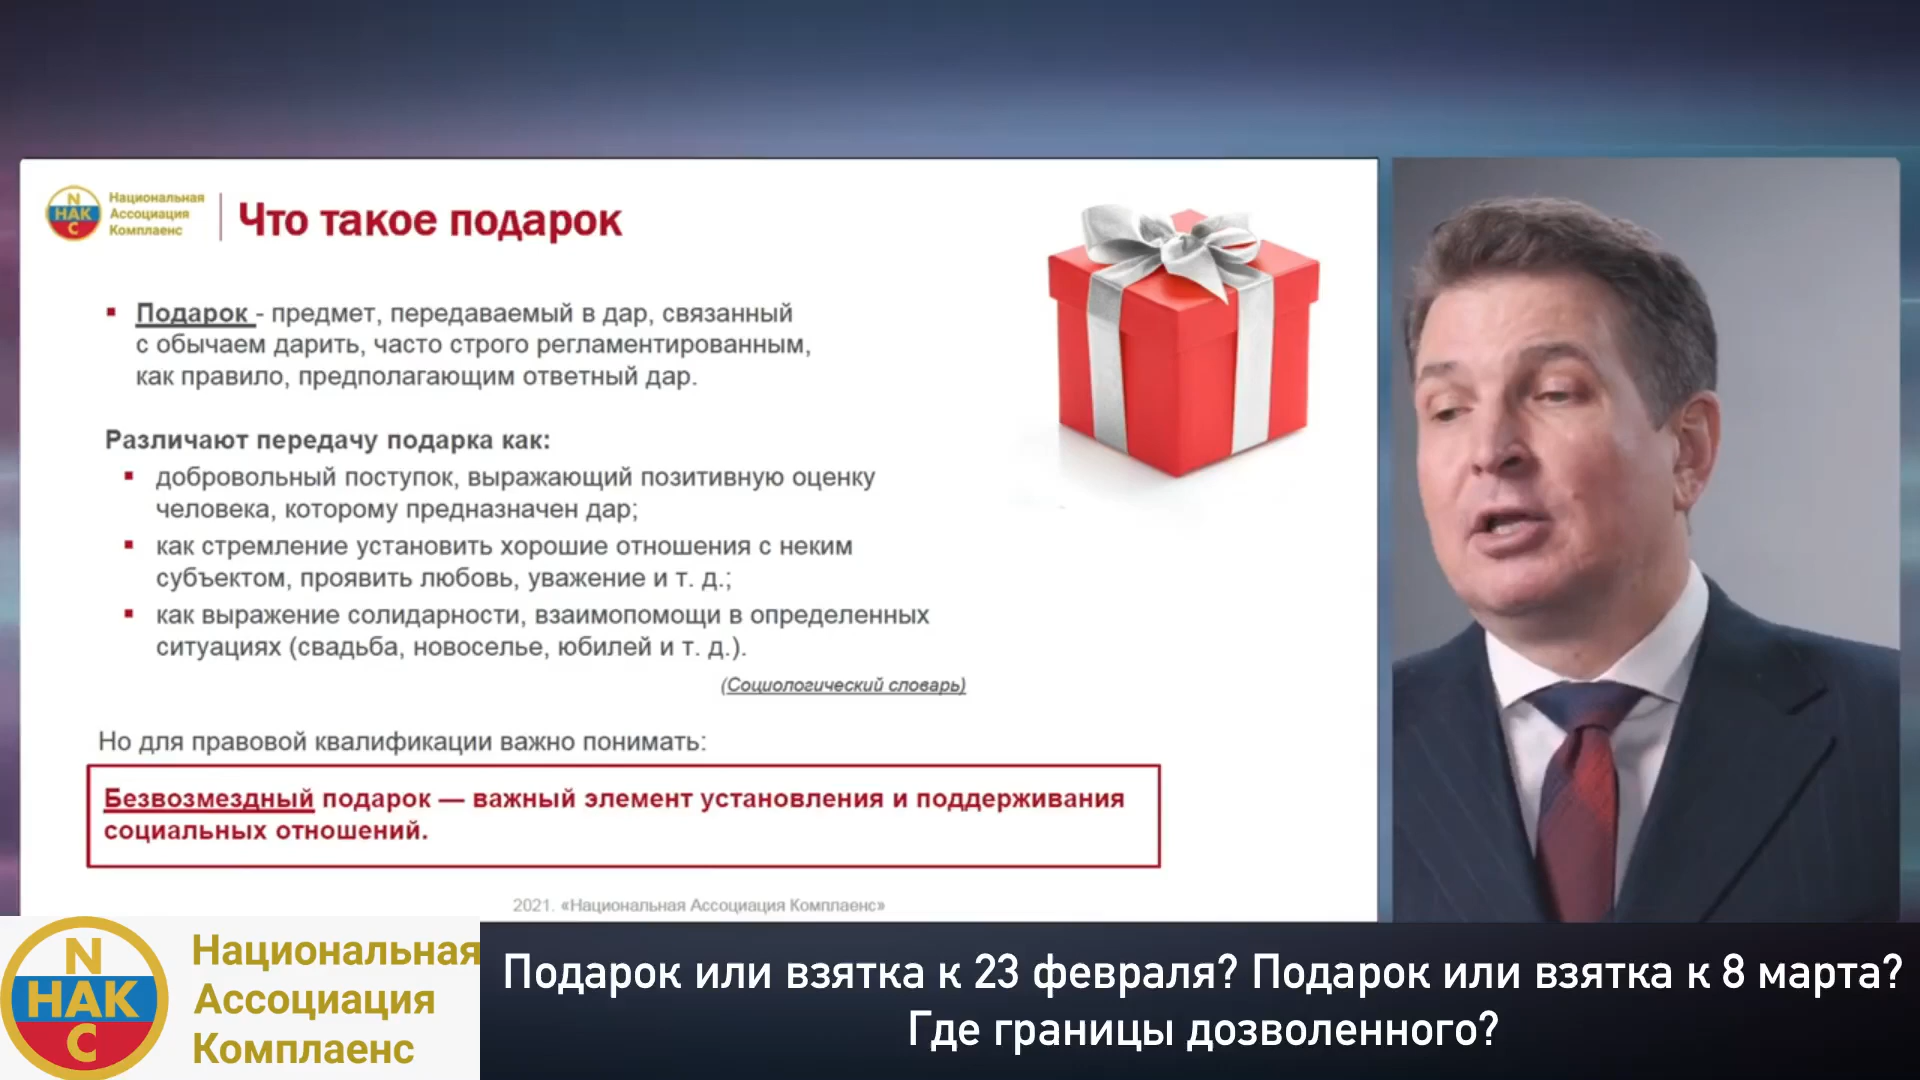 N
НАК
С
Национальная
Ассоциация
Комплаенс
Что такое подарок
Подарок - предмет, передаваемый в дар, связанный
с обычаем дарить, часто строго регламентированным,
как правило, предполагающим ответный дар.
Различают передачу подарка как:
добровольный поступок, выражающий позитивную оценку
человека, которому предназначен дар;
как стремление установить хорошие отношения с неким
субъектом, проявить любовь, уважение и т. д.;
как выражение солидарности, взаимопомощи в определенных
ситуациях (свадьба, новоселье, юбилей и т. д.).
(Социологический словарь)
Но для правовой квалификации важно понимать:
Безвозмездный подарок — важный элемент установления и поддерживания
социальных отношений.
2021. «Национальная Ассоциация Комплаенс»
N
НАК
С
Национальная
Ассоциация
Комплаенс
Подарок или взятка к 23 февраля? Подарок или взятка к 8 марта?
Где границы дозволенного?